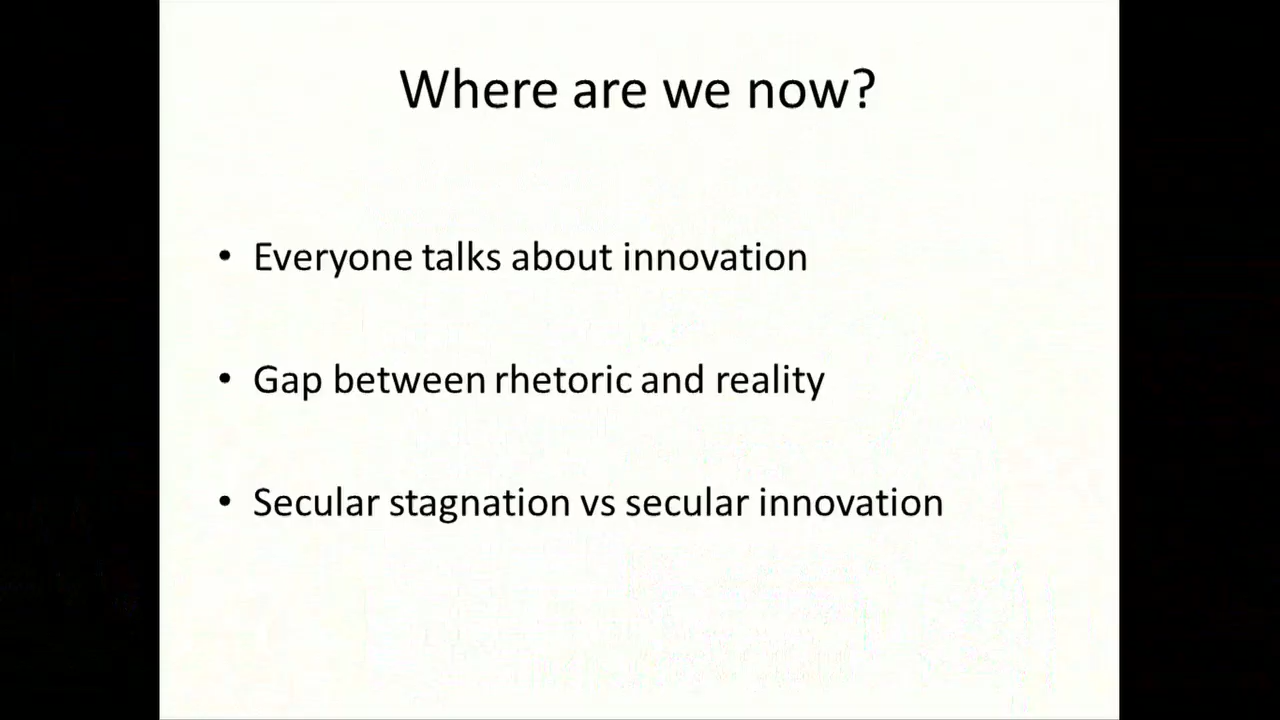 Where are we now?
• Everyone talks about innovation
• Gap between rhetoric and reality
• Secular stagnation vs secular innovation